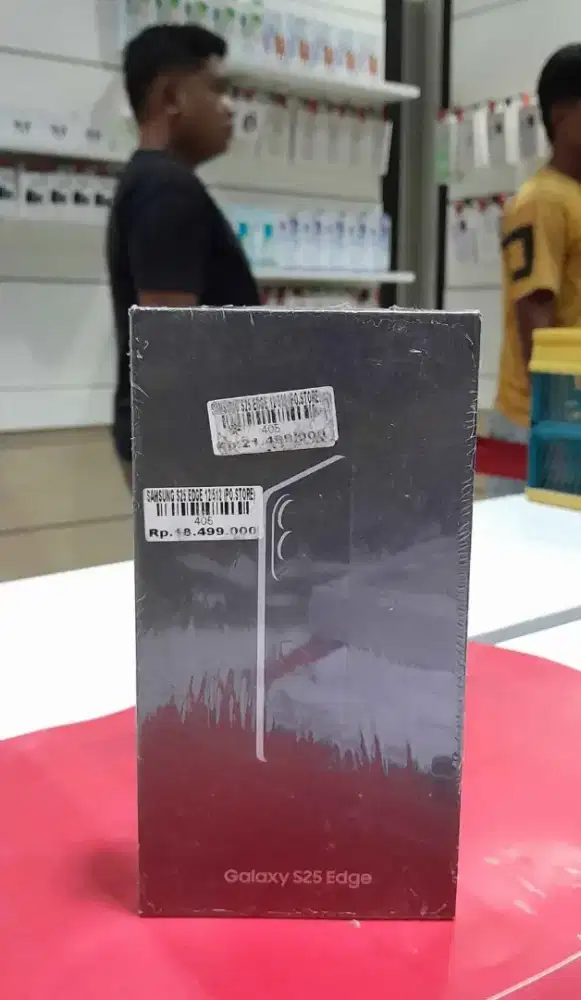 SAMSUNG S25 EDGE 12/512 (PO.STORE)
405
Rp.21.499.000
SAMSUNG S25 EDGE 12/512 (PO.STORE)
405
Rp.18.499.000
Galaxy S25 Edge